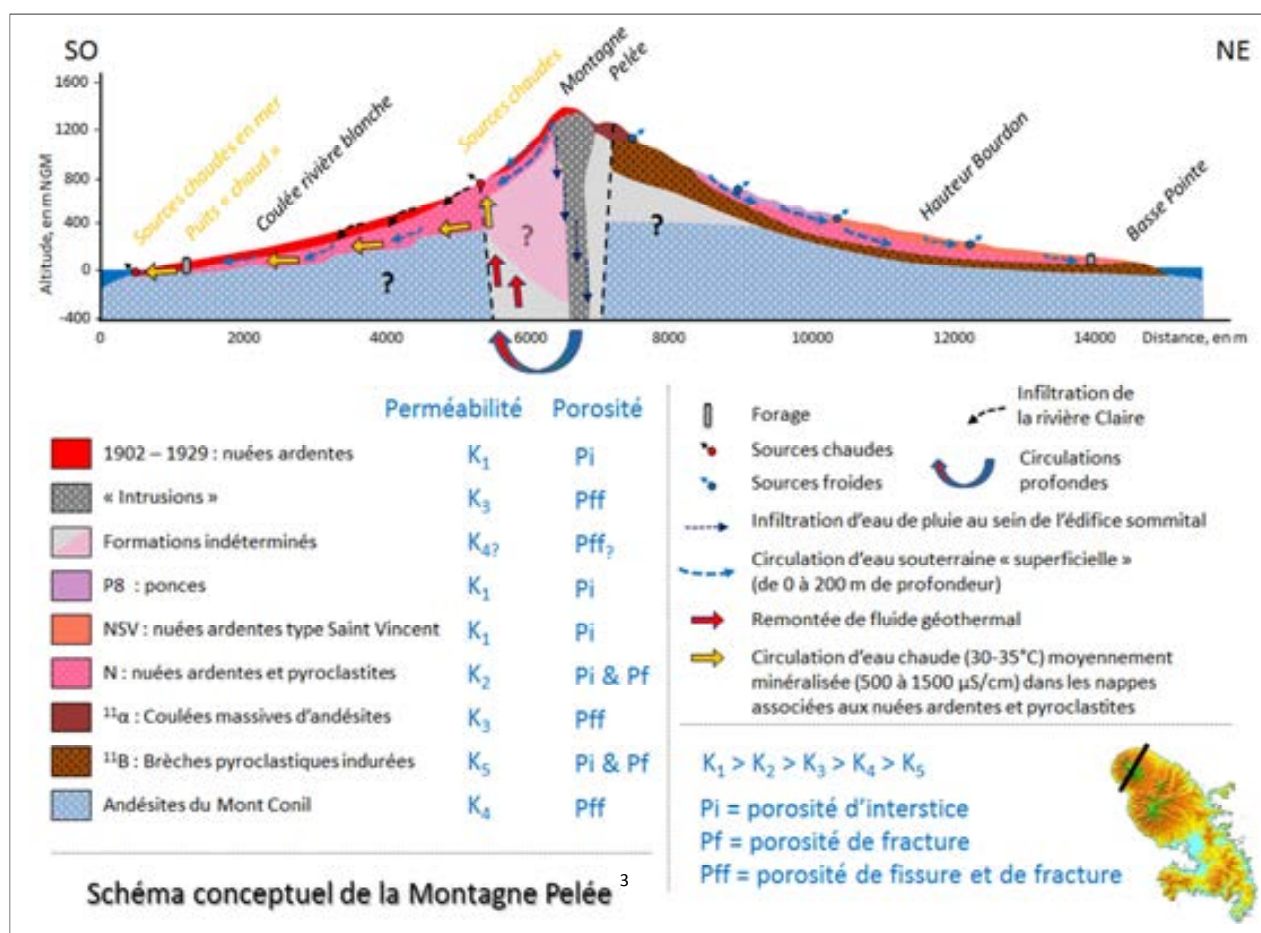 SO
NE
Sources chaudes en mer
Puits « chaud »
Coulée rivière blanche
Sources chaudes
Montagne
Pelée
Hauteur Bourdon
Basse Pointe
Altitude, en m NGM
1600
1200
800
400
0
-400
?
?
?
0
2000
4000
6000
8000
10000
12000
14000
Distance, en m
Perméabilité
Porosité
1902 – 1929 : nuées ardentes K1 Pi
« Intrusions » K3 Pff
Formations indéterminés K4? Pff?
P8 : ponces K1 Pi
NSV : nuées ardentes type Saint Vincent K1 Pi
N : nuées ardentes et pyroclastites K2 Pi & Pf
11α : Coulées massives d'andésites K3 Pff
11B : Brèches pyroclastiques indurées K5 Pi & Pf
Andésites du Mont Conil K4 Pff
Schéma conceptuel de la Montagne Pelée 3
Forage
Sources chaudes
Sources froides
Infiltration de
la rivière Claire
Circulations
profondes
Infiltration d'eau de pluie au sein de l'édifice sommital
Circulation d'eau souterraine « superficielle »
(de 0 à 200 m de profondeur)
Remontée de fluide géothermal
Circulation d'eau chaude (30-35°C) moyennement
minéralisée (500 à 1500 µS/cm) dans les nappes
associées aux nuées ardentes et pyroclastites
K1 > K2 > K3 > K4 > K5
Pi = porosité d'interstice
Pf = porosité de fracture
Pff = porosité de fissure et de fracture